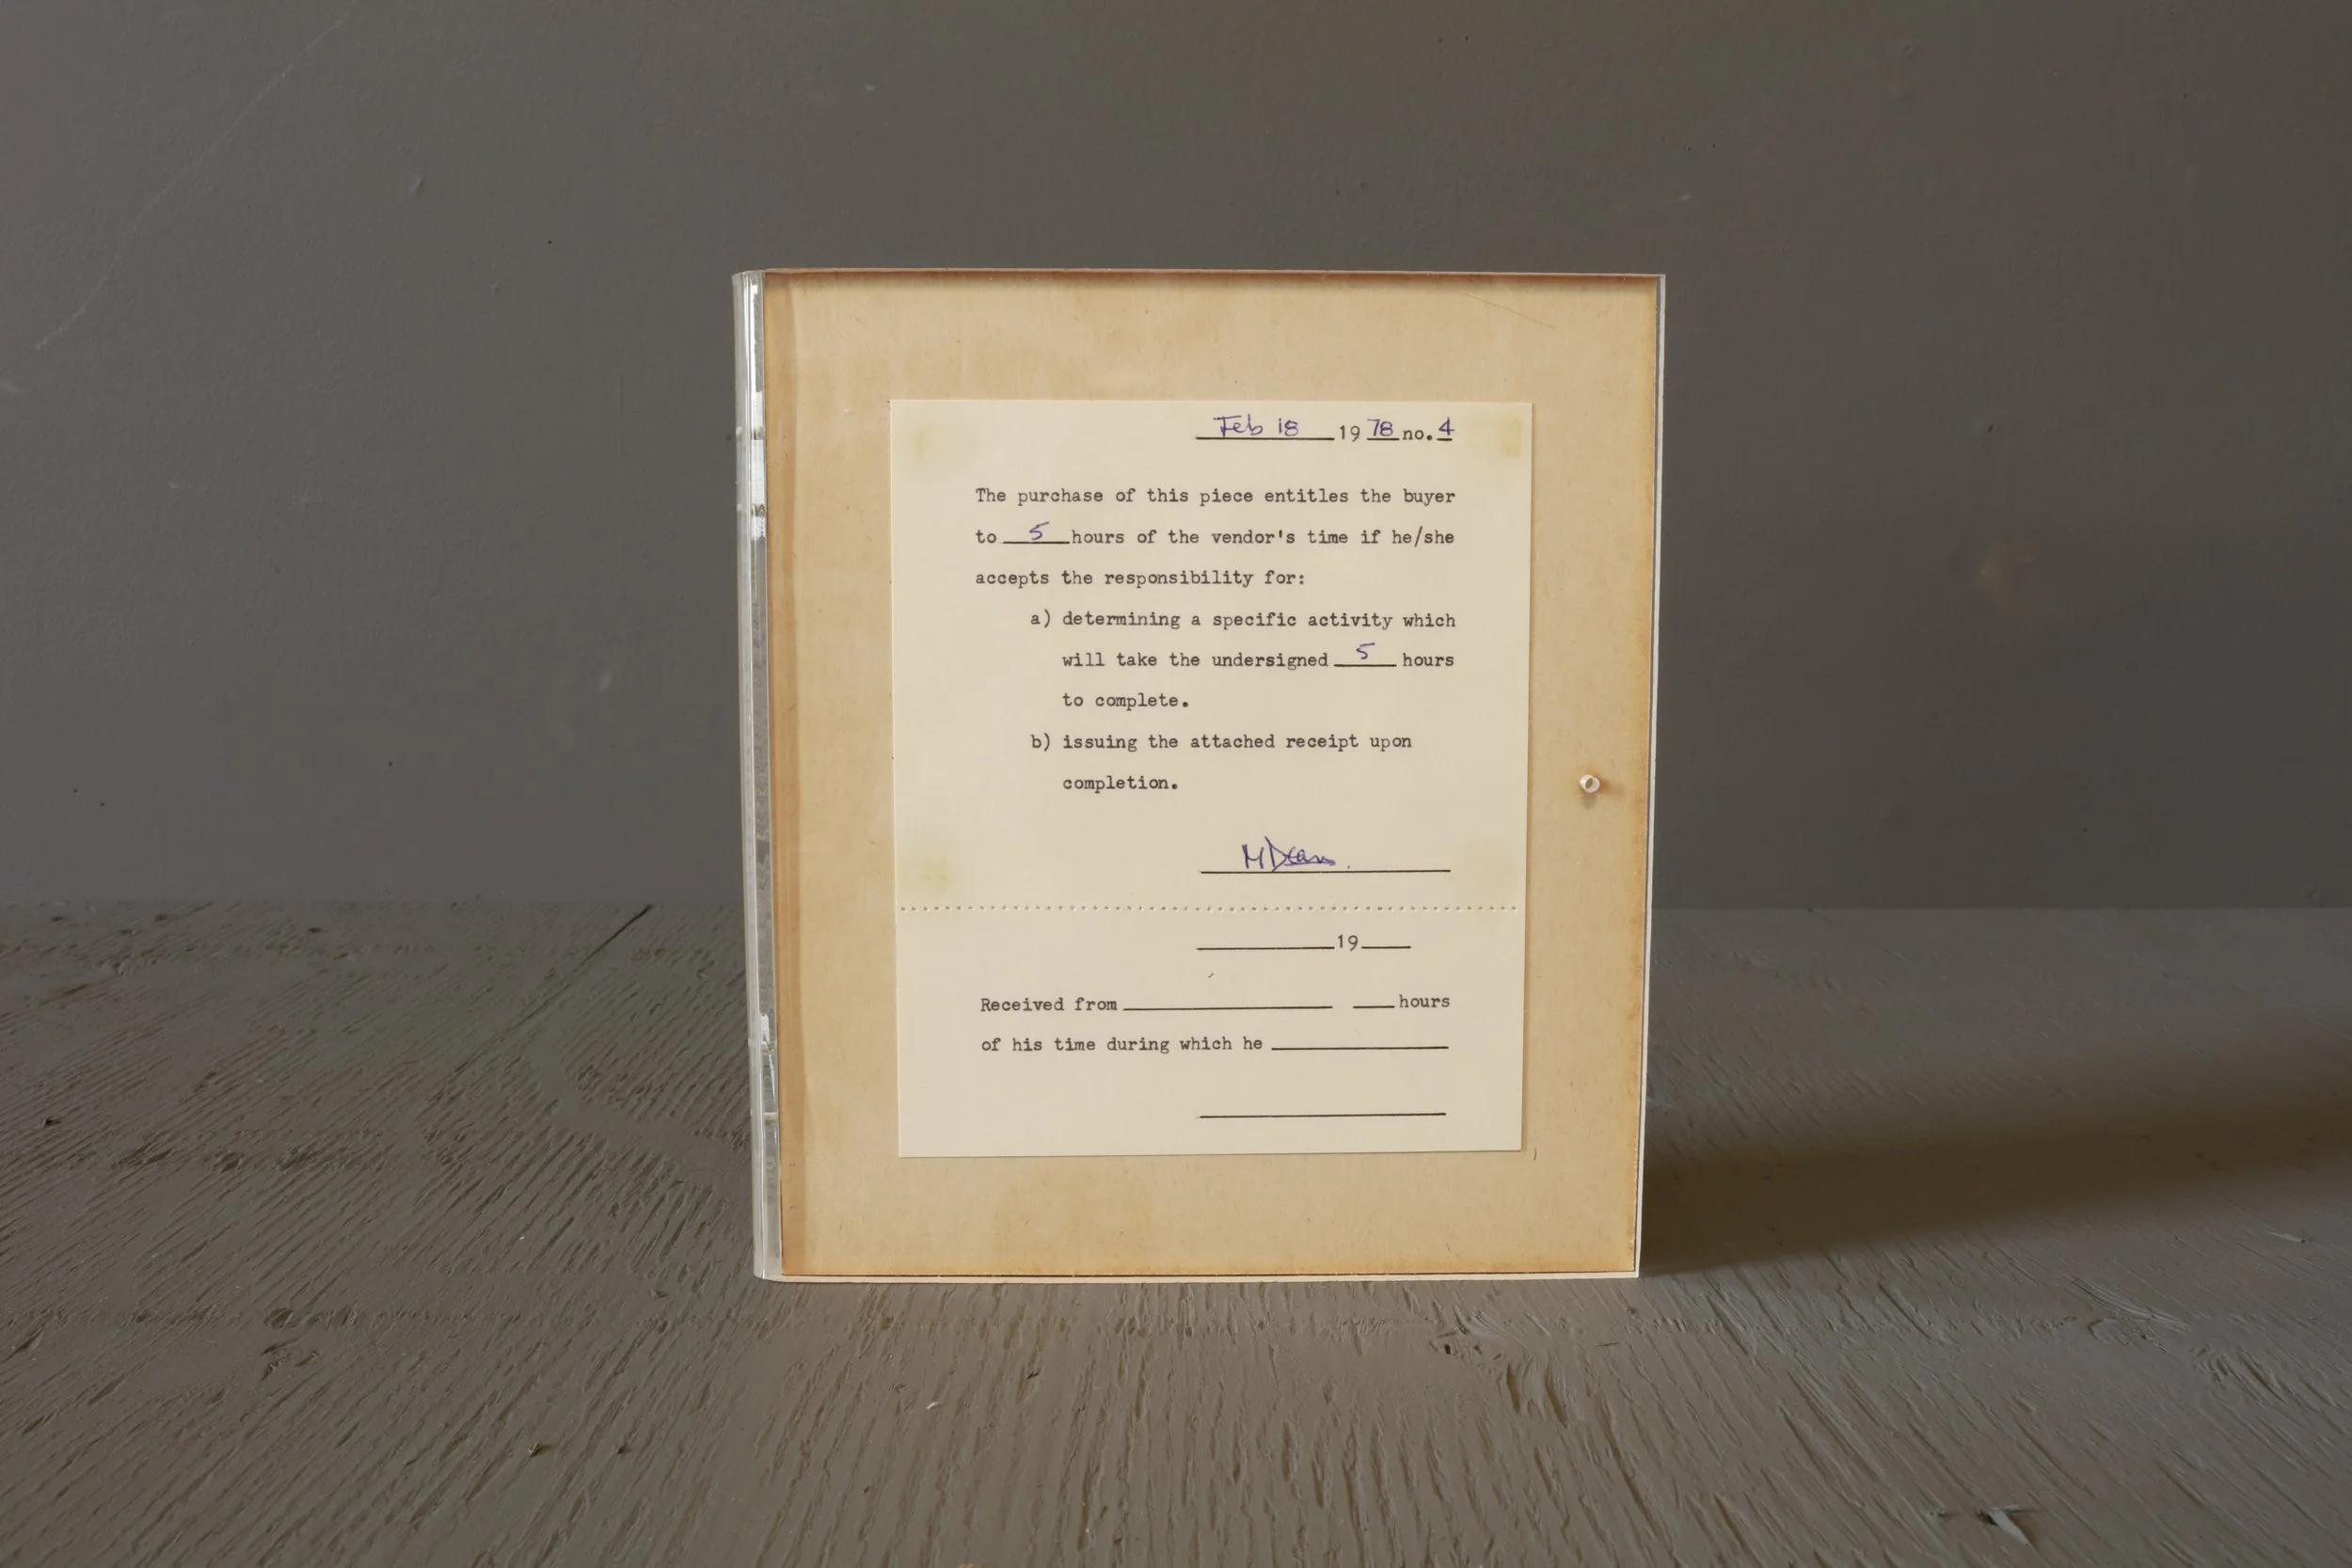 Feb 18 1978 no. 4
The purchase of this piece entitles the buyer
to 5 hours of the vendor's time if he/she
accepts the responsibility for:
a) determining a specific activity which
will take the undersigned 5 hours
to complete.
b) issuing the attached receipt upon
completion.
19
Received from hours
of his time during which he